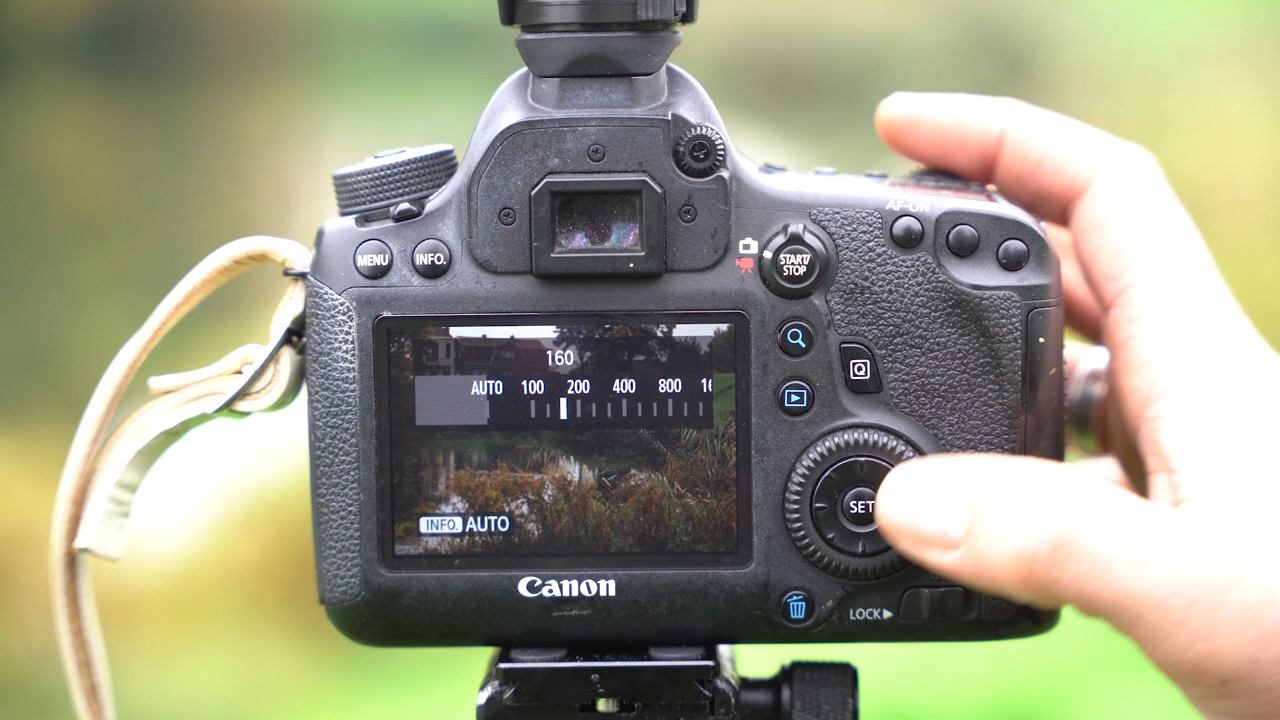 AF-ON
MENU
INFO.
START/
STOP
160
AUTO 100 200 400 800
Q
SET
INFO. AUTO
Canon
LOCK▶